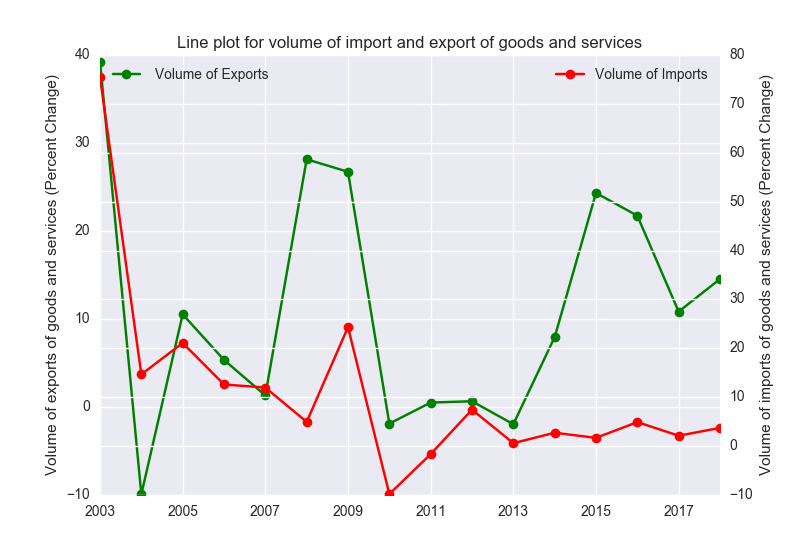 Line plot for volume of import and export of goods and services
Volume of Exports
Volume of Imports
Volume of exports of goods and services (Percent Change)
40
30
20
10
0
−10
Volume of imports of goods and services (Percent Change)
80
70
60
50
40
30
20
10
0
−10
2003 2005 2007 2009 2011 2013 2015 2017